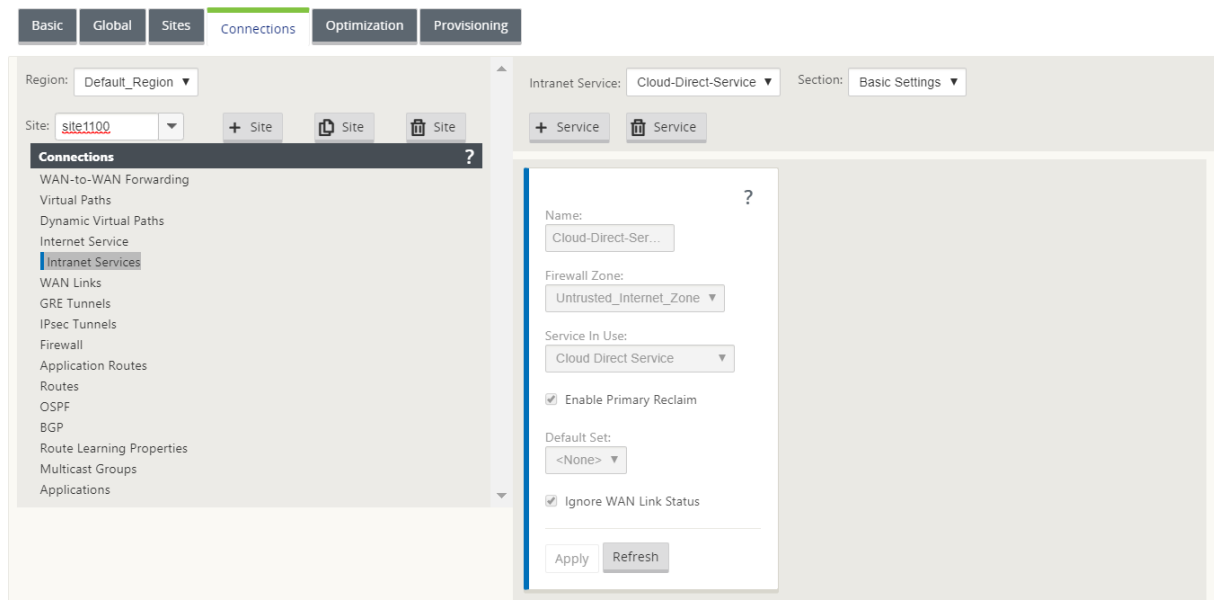 Basic Global Sites Connections Optimization Provisioning
Region: Default_Region ▼
Site: site1100 ▼ + Site Site Site
Connections ?
WAN-to-WAN Forwarding
Virtual Paths
Dynamic Virtual Paths
Internet Service
Intranet Services
WAN Links
GRE Tunnels
IPsec Tunnels
Firewall
Application Routes
Routes
OSPF
BGP
Route Learning Properties
Multicast Groups
Applications
Intranet Service: Cloud-Direct-Service ▼ Section: Basic Settings ▼
+ Service Service
?
Name:
Cloud-Direct-Ser...
Firewall Zone:
Untrusted_Internet_Zone ▼
Service In Use:
Cloud Direct Service ▼
Enable Primary Reclaim
Default Set:
<None> ▼
Ignore WAN Link Status
Apply Refresh